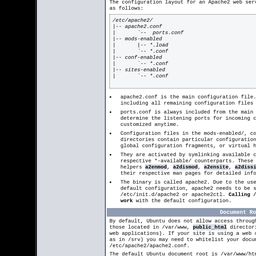 The configuration layout for an Apache2 web serv
as follows:
/etc/apache2/
|-- apache2.conf
|       `--  ports.conf
|-- mods-enabled
|       |-- *.load
|       `-- *.conf
|-- conf-enabled
|       `-- *.conf
|-- sites-enabled
|       `-- *.conf
apache2.conf is the main configuration file.
including all remaining configuration files
ports.conf is always included from the main
determine the listening ports for incoming c
customized anytime.
Configuration files in the mods-enabled/, co
directories contain particular configuration
global configuration fragments, or virtual h
They are activated by symlinking available c
respective *-available/ counterparts. These
helpers a2enmod, a2dismod, a2ensite, a2dissi
their respective man pages for detailed info
The binary is called apache2. Due to the use
default configuration, apache2 needs to be s
/etc/init.d/apache2 or apache2ctl. Calling /
work with the default configuration.
Document Ro
By default, Ubuntu does not allow access through
those located in /var/www, public_html directori
web applications). If your site is using a web d
as in /srv) you may need to whitelist your docum
/etc/apache2/apache2.conf.
The default Ubuntu document root is /var/www/htm